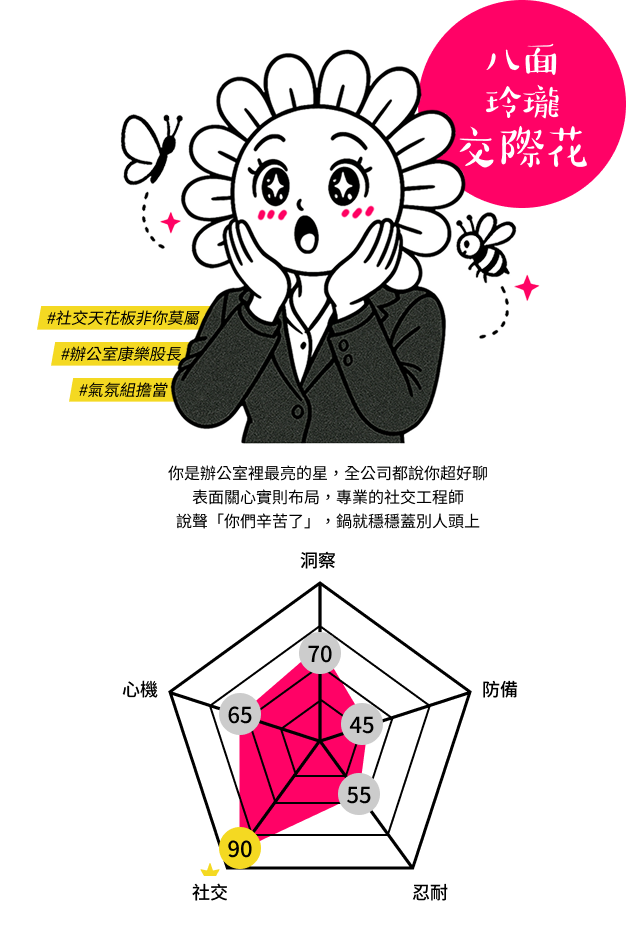 八面
玲瓏
交際花
#社交天花板非你莫屬
#辦公室康樂股長
#氣氛組擔當
你是辦公室裡最亮的星，全公司都說你超好聊
表面關心實則布局，專業的社交工程師
說聲「你們辛苦了」，鍋就穩穩蓋別人頭上
洞察
70
心機
65
防備
45
55
90
社交
忍耐